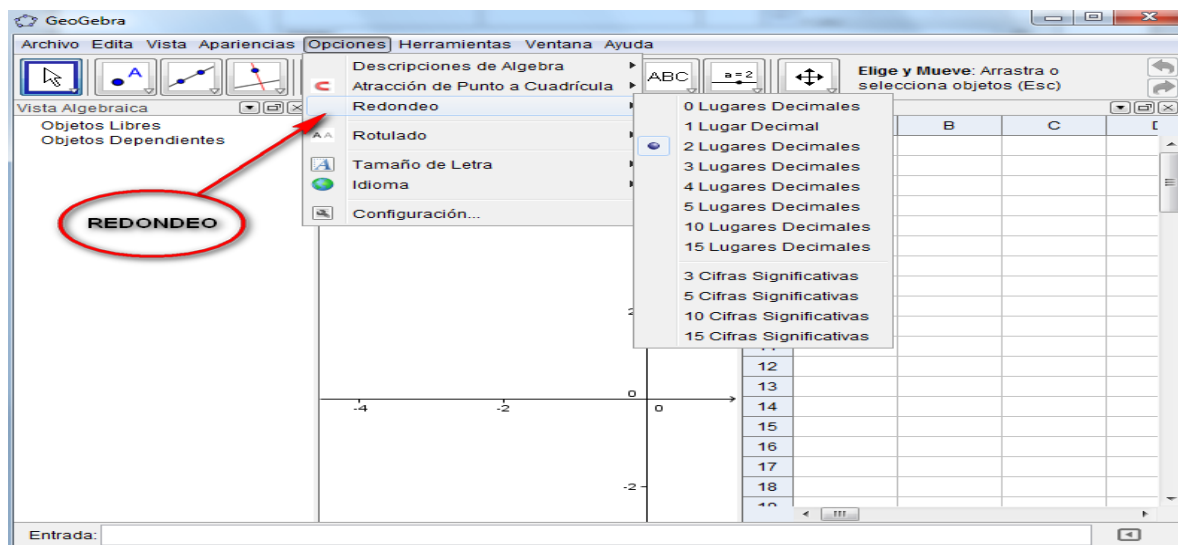 GeoGebra
Archivo Edita Vista Apariencias Opciones Herramientas Ventana Ayuda
A
ABC
a = 2
Elige y Mueve: Arrastra o
selecciona objetos (Esc)
Vista Algebraica
Objetos Libres
Objetos Dependientes
Descripciones de Algebra
Atracción de Punto a Cuadrícula
Redondeo
AA Rotulado
A Tamaño de Letra
Idioma
Configuración...
REDONDEO
0 Lugares Decimales
1 Lugar Decimal
2 Lugares Decimales
3 Lugares Decimales
4 Lugares Decimales
5 Lugares Decimales
10 Lugares Decimales
15 Lugares Decimales
3 Cifras Significativas
5 Cifras Significativas
10 Cifras Significativas
15 Cifras Significativas
B C
2
0
-4 -2 0
-2
12
13
14
15
16
17
18
Entrada: